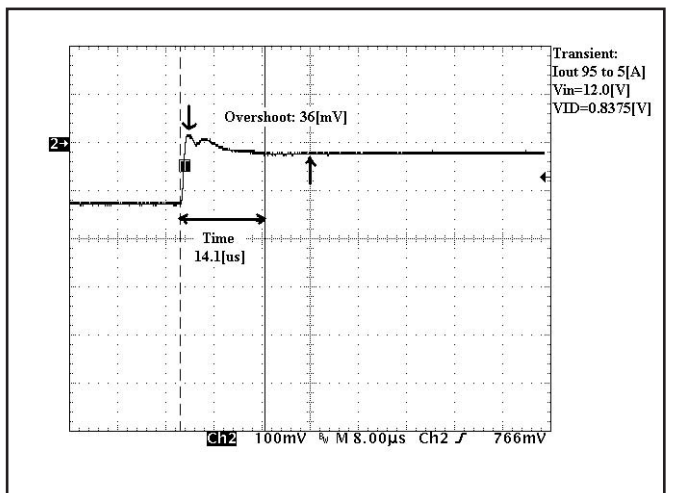 Transient:
Iout 95 to 5[A]
Vin=12.0[V]
VID=0.8375[V]
Overshoot: 36[mV]
2→
T
Time
14.1[us]
Ch2 100mV BW M 8.00µs Ch2 ʃ 766mV